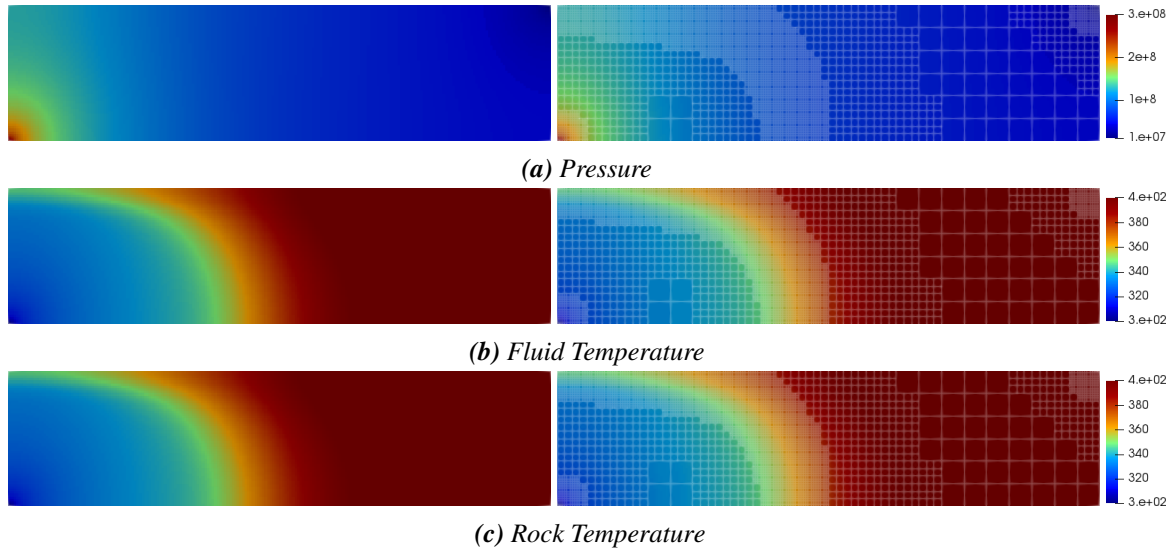 3.e+08
2e+8
1e+8
1.e+07
(a) Pressure
4.e+02
380
360
340
320
3.e+02
(b) Fluid Temperature
4.e+02
380
360
340
320
3.e+02
(c) Rock Temperature